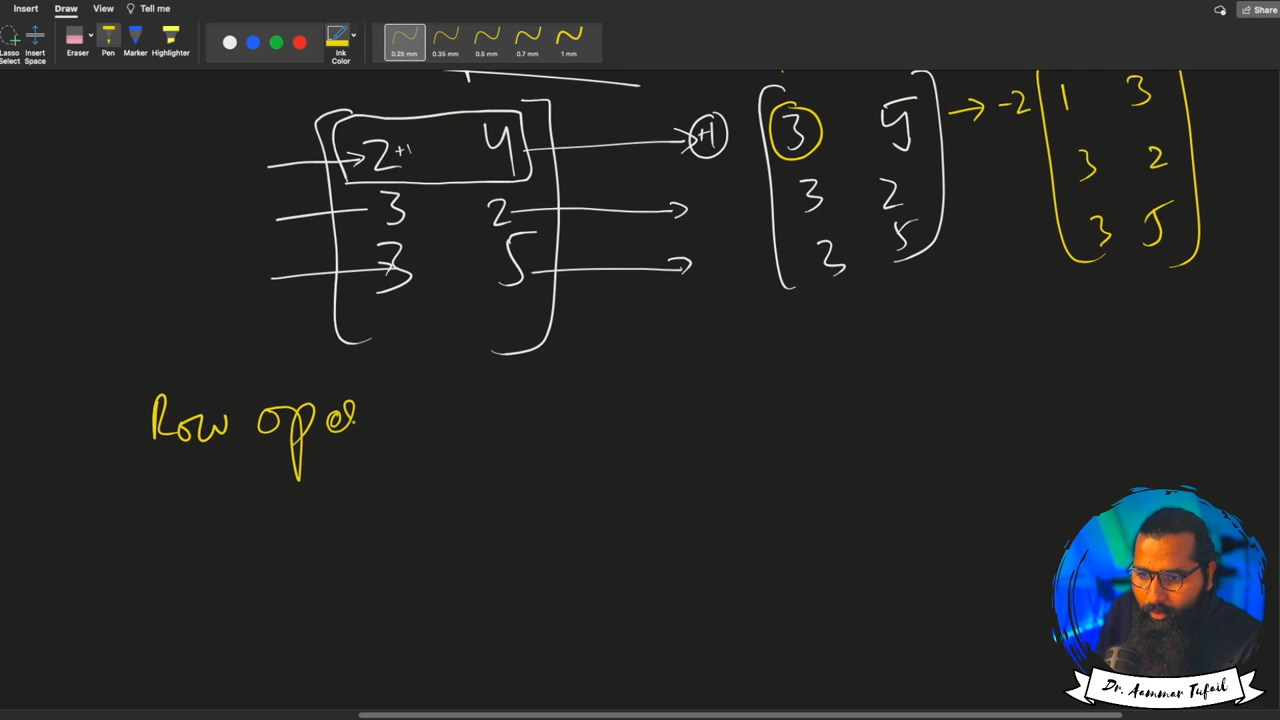 Insert Draw View Tell me
Share
Lasso Select Insert Space Eraser Pen Marker Highlighter Ink Color 0.25 mm 0.35 mm 0.5 mm 0.7 mm 1 mm
2+1 4 +1 3 5 -2 1 3
3 2 3 2 3 2
3 5 3 5 3 5
Row ope
Dr. Aammar Tufail